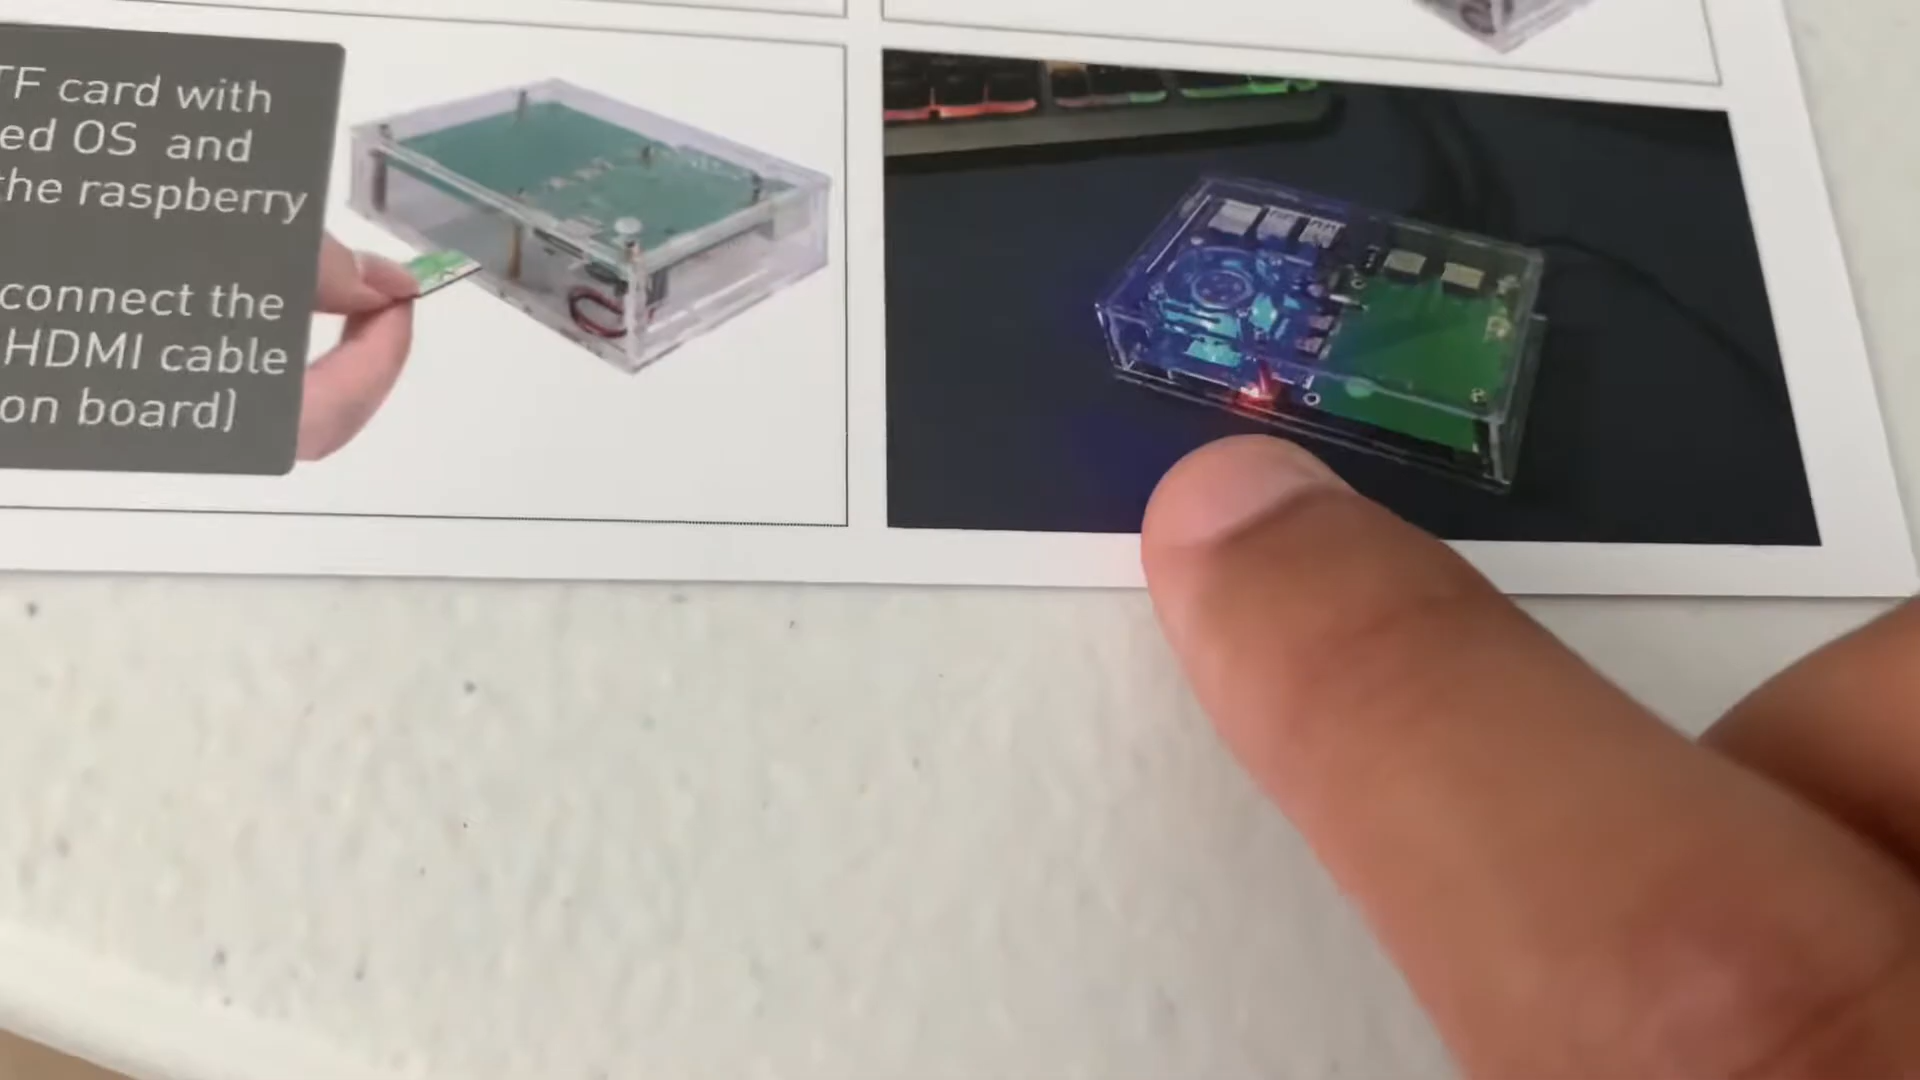 TF card with
ed OS and
the raspberry
connect the
HDMI cable
on board)